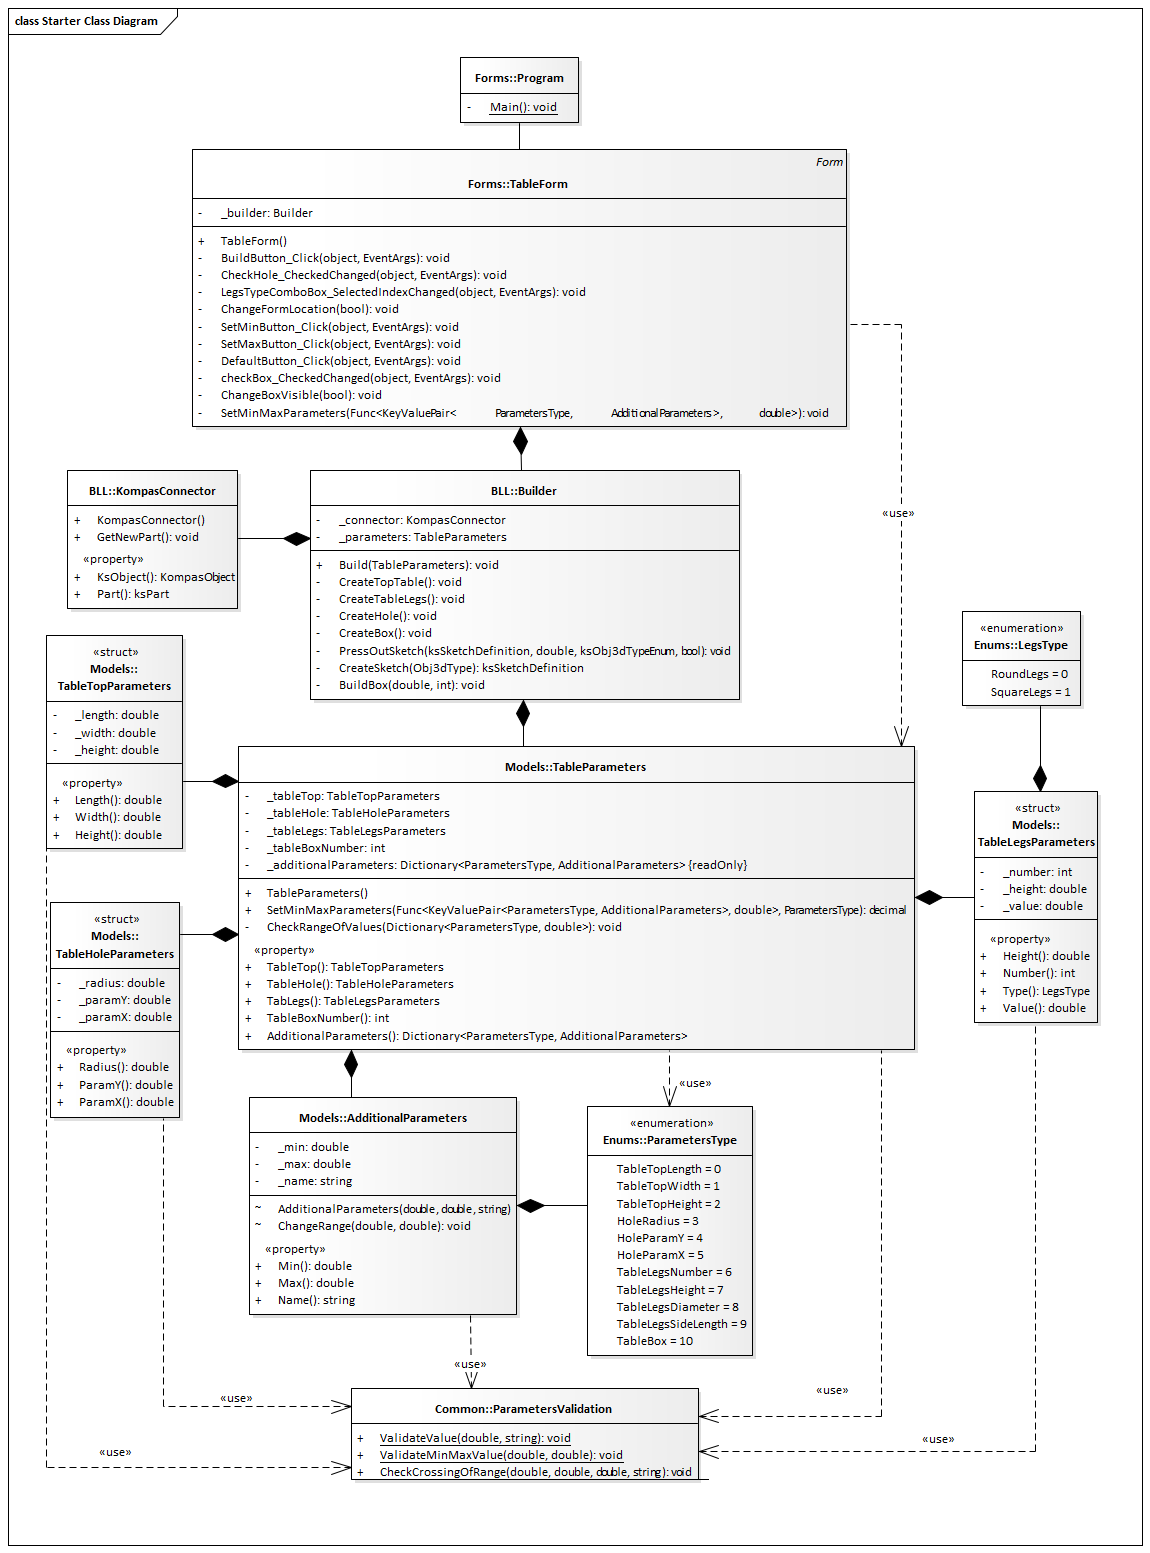 class Starter Class Diagram
Forms::Program
- Main(): void
Form
Forms::TableForm
- _builder: Builder
+ TableForm()
- BuildButton_Click(object, EventArgs): void
- CheckHole_CheckedChanged(object, EventArgs): void
- LegsTypeComboBox_SelectedIndexChanged(object, EventArgs): void
- ChangeFormLocation(bool): void
- SetMinButton_Click(object, EventArgs): void
- SetMaxButton_Click(object, EventArgs): void
- DefaultButton_Click(object, EventArgs): void
- checkBox_CheckedChanged(object, EventArgs): void
- ChangeBoxVisible(bool): void
- SetMinMaxParameters(Func<KeyValuePair< ParametersType, AdditionalParameters>, double>): void
«use»
BLL::KompasConnector
+ KompasConnector()
+ GetNewPart(): void
«property»
+ KsObject(): KompasObject
+ Part(): ksPart
BLL::Builder
- _connector: KompasConnector
- _parameters: TableParameters
+ Build(TableParameters): void
- CreateTopTable(): void
- CreateTableLegs(): void
- CreateHole(): void
- CreateBox(): void
- PressOutSketch(ksSketchDefinition, double, ksObj3dTypeEnum, bool): void
- CreateSketch(Obj3dType): ksSketchDefinition
- BuildBox(double, int): void
«enumeration»
Enums::LegsType
RoundLegs = 0
SquareLegs = 1
«struct»
Models::
TableTopParameters
- _length: double
- _width: double
- _height: double
«property»
+ Length(): double
+ Width(): double
+ Height(): double
Models::TableParameters
- _tableTop: TableTopParameters
- _tableHole: TableHoleParameters
- _tableLegs: TableLegsParameters
- _tableBoxNumber: int
- _additionalParameters: Dictionary<ParametersType, AdditionalParameters> {readOnly}
+ TableParameters()
+ SetMinMaxParameters(Func<KeyValuePair<ParametersType, AdditionalParameters>, double>, ParametersType): decimal
- CheckRangeOfValues(Dictionary<ParametersType, double>): void
«property»
+ TableTop(): TableTopParameters
+ TableHole(): TableHoleParameters
+ TabLegs(): TableLegsParameters
+ TableBoxNumber(): int
+ AdditionalParameters(): Dictionary<ParametersType, AdditionalParameters>
«struct»
Models::
TableLegsParameters
- _number: int
- _height: double
- _value: double
«property»
+ Height(): double
+ Number(): int
+ Type(): LegsType
+ Value(): double
«struct»
Models::
TableHoleParameters
- _radius: double
- _paramY: double
- _paramX: double
«property»
+ Radius(): double
+ ParamY(): double
+ ParamX(): double
Models::AdditionalParameters
- _min: double
- _max: double
- _name: string
~ AdditionalParameters(double, double, string)
~ ChangeRange(double, double): void
«property»
+ Min(): double
+ Max(): double
+ Name(): string
«use»
«enumeration»
Enums::ParametersType
TableTopLength = 0
TableTopWidth = 1
TableTopHeight = 2
HoleRadius = 3
HoleParamY = 4
HoleParamX = 5
TableLegsNumber = 6
TableLegsHeight = 7
TableLegsDiameter = 8
TableLegsSideLength = 9
TableBox = 10
«use»
«use»
«use»
«use»
«use»
Common::ParametersValidation
+ ValidateValue(double, string): void
+ ValidateMinMaxValue(double, double): void
+ CheckCrossingOfRange(double, double, double, string): void